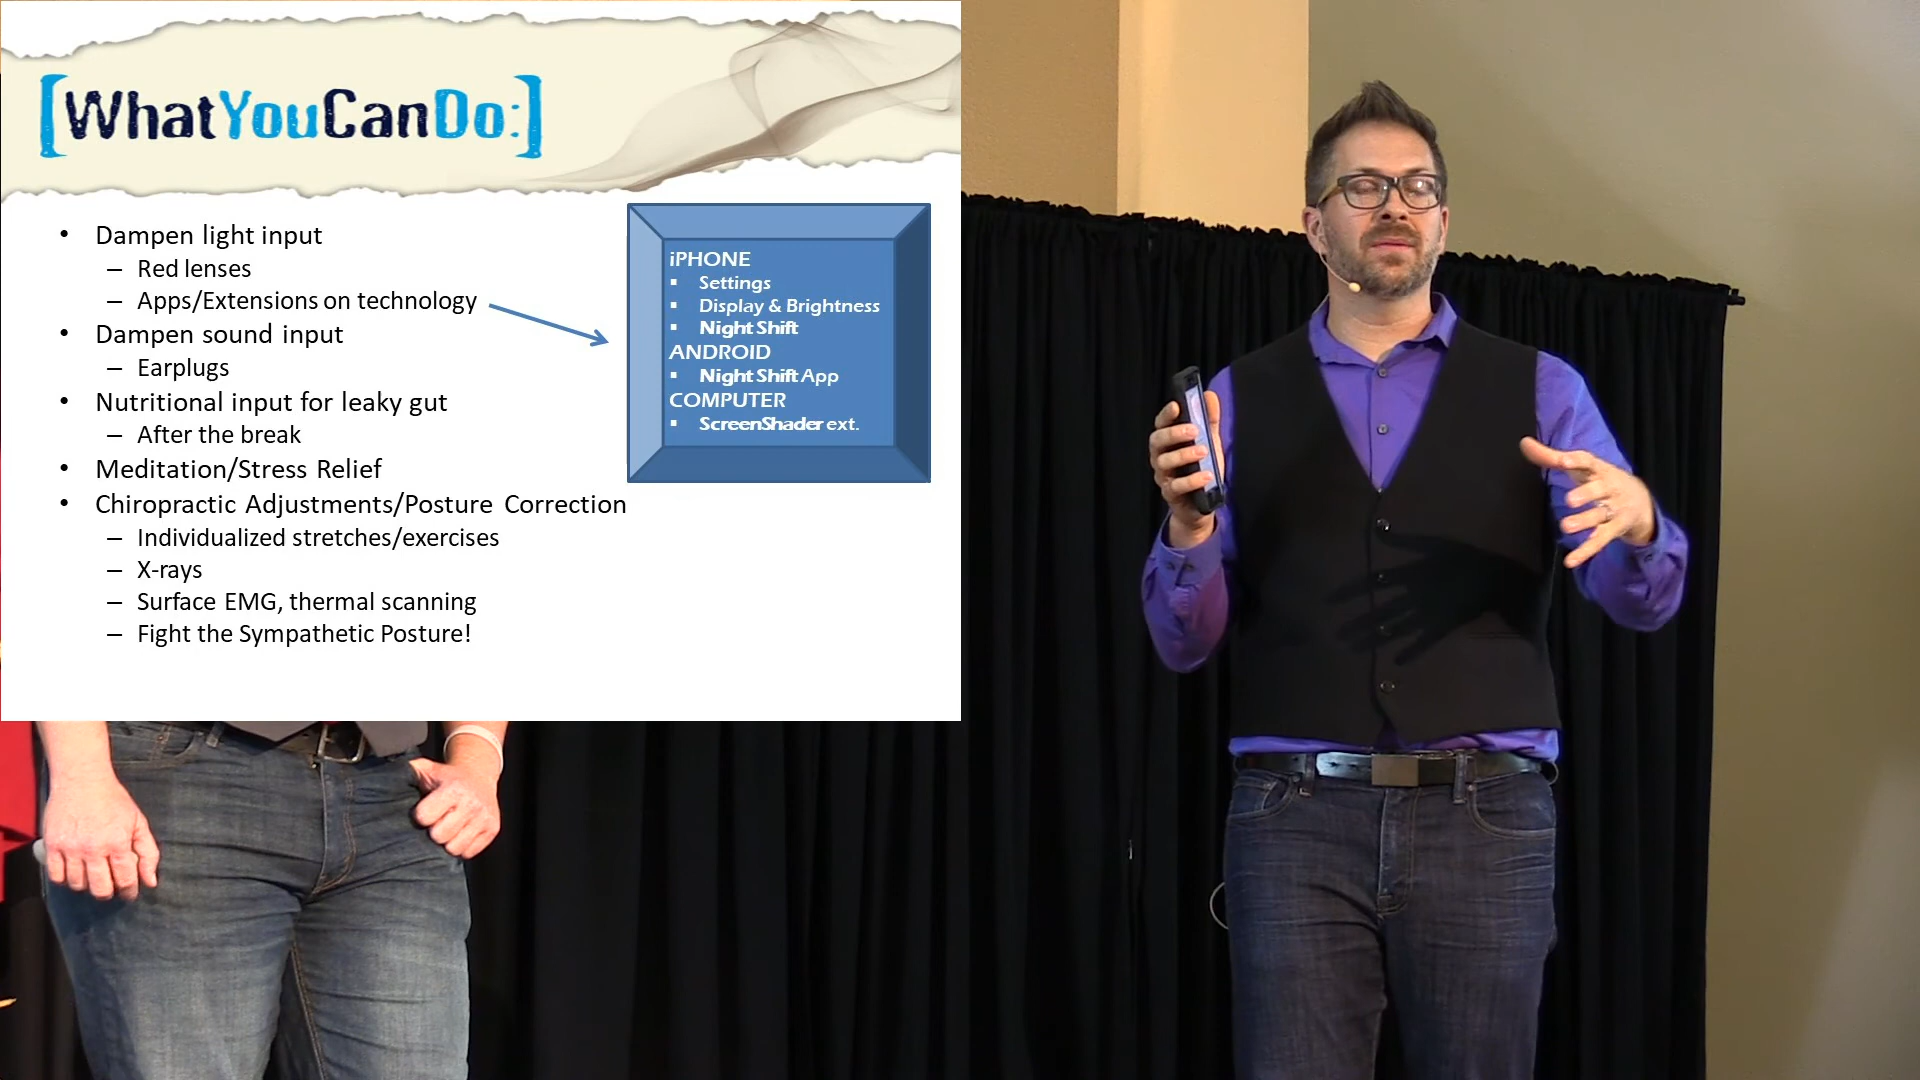 [WhatYouCanDo:]
• Dampen light input
– Red lenses
– Apps/Extensions on technology
• Dampen sound input
– Earplugs
• Nutritional input for leaky gut
– After the break
• Meditation/Stress Relief
• Chiropractic Adjustments/Posture Correction
– Individualized stretches/exercises
– X-rays
– Surface EMG, thermal scanning
– Fight the Sympathetic Posture!
iPHONE
▪ Settings
▪ Display & Brightness
▪ Night Shift
ANDROID
▪ Night Shift App
COMPUTER
▪ ScreenShader ext.